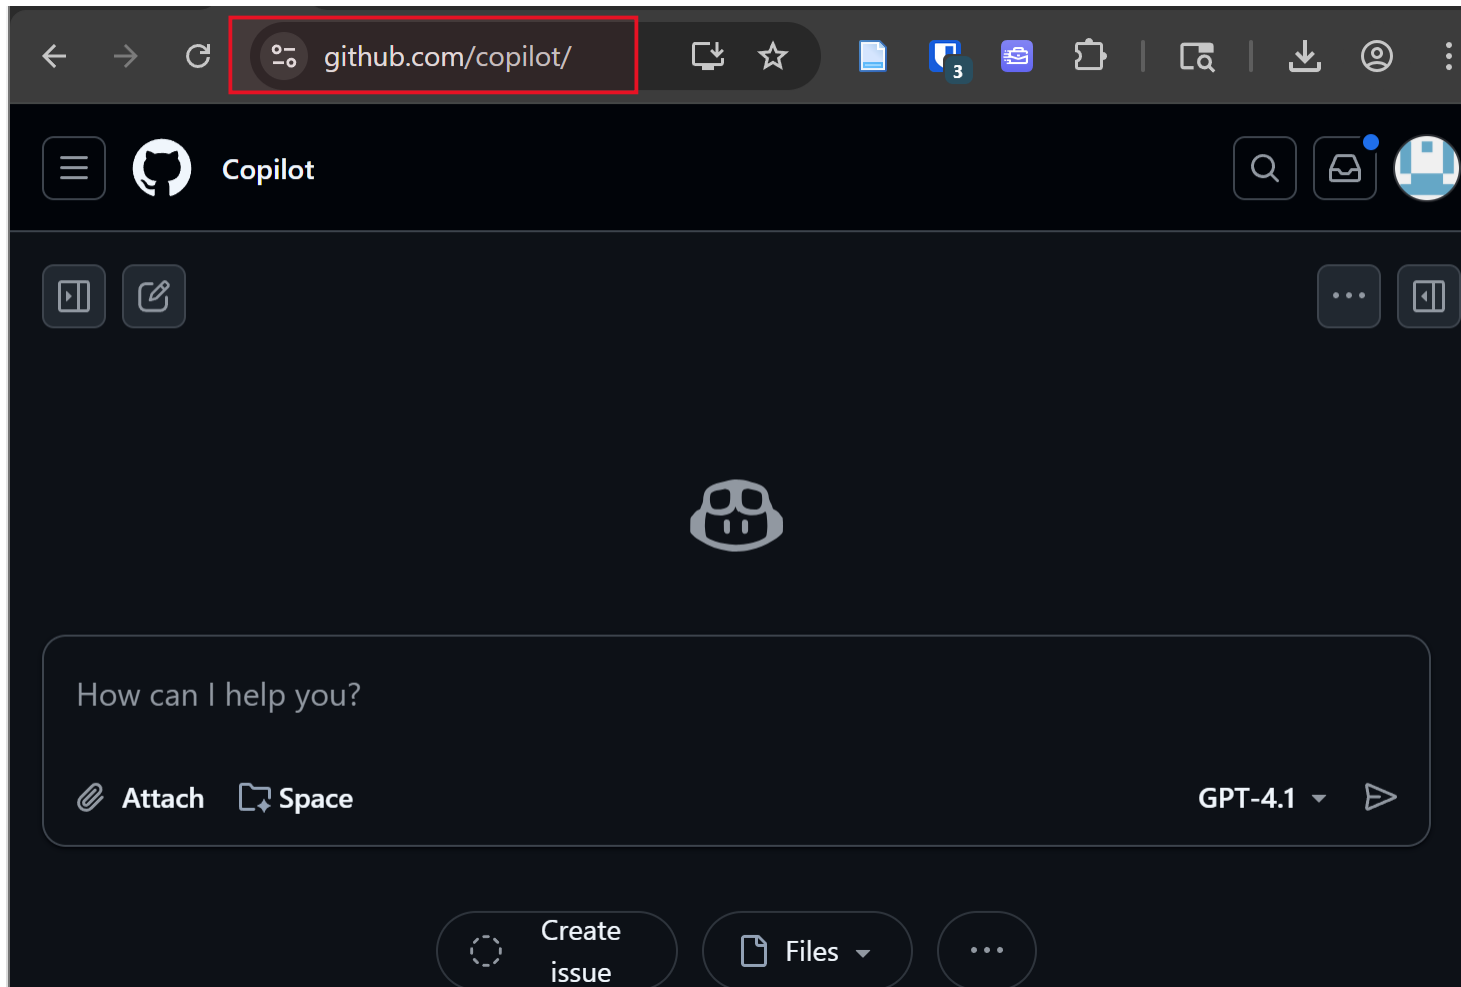 github.com/copilot/
3
Copilot
How can I help you?
Attach
Space
GPT-4.1
Create
issue
Files